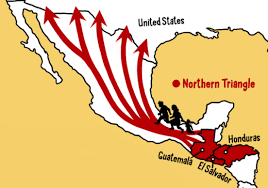 United States
Northern Triangle
Honduras
Guatemala
El Salvador